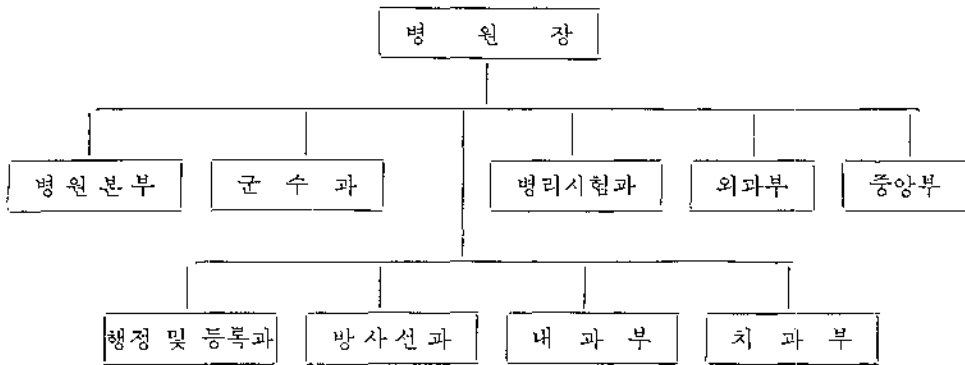 병 원 장
병원본부 군 수 과 병리시험과 외과부 중앙부
행정 및 등록과 방사선과 내 과 부 치 과 부